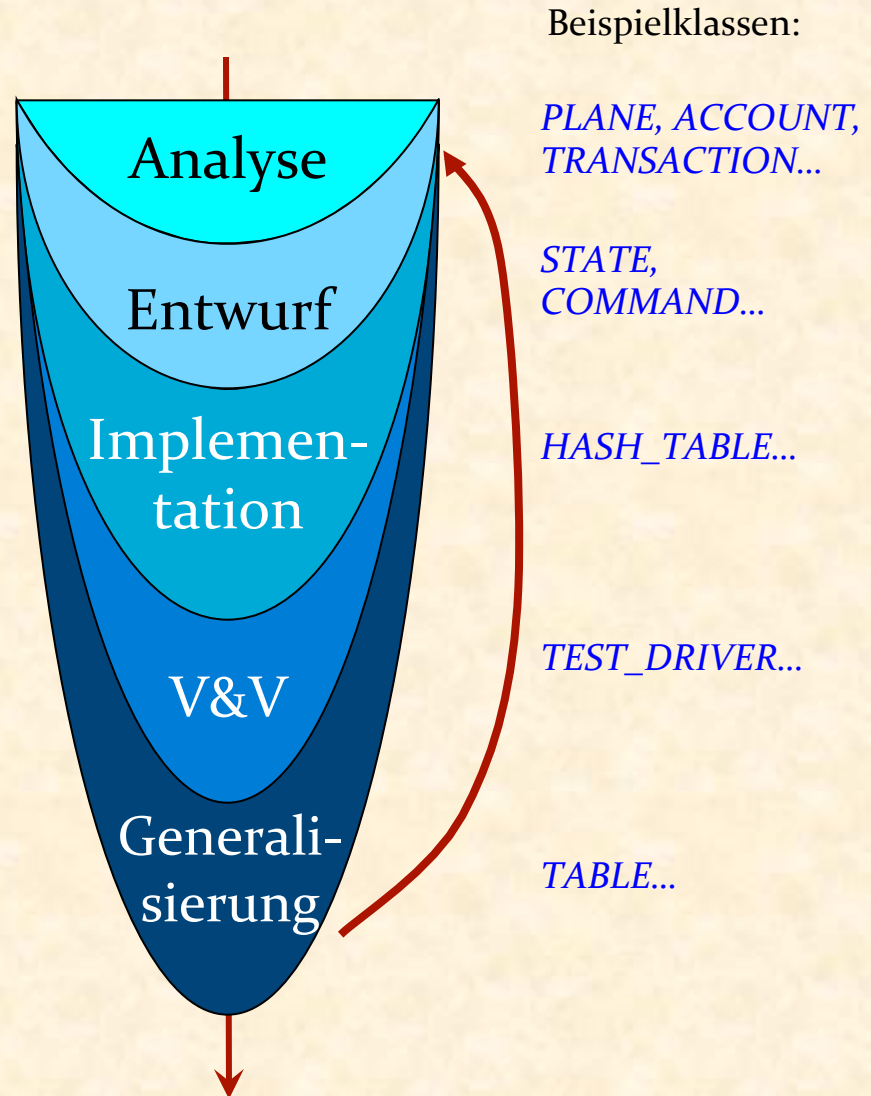 Beispielklassen:
Analyse
PLANE, ACCOUNT,
TRANSACTION...
Entwurf
STATE,
COMMAND...
Implemen-
tation
HASH_TABLE...
V&V
TEST_DRIVER...
Generali-
sierung
TABLE...